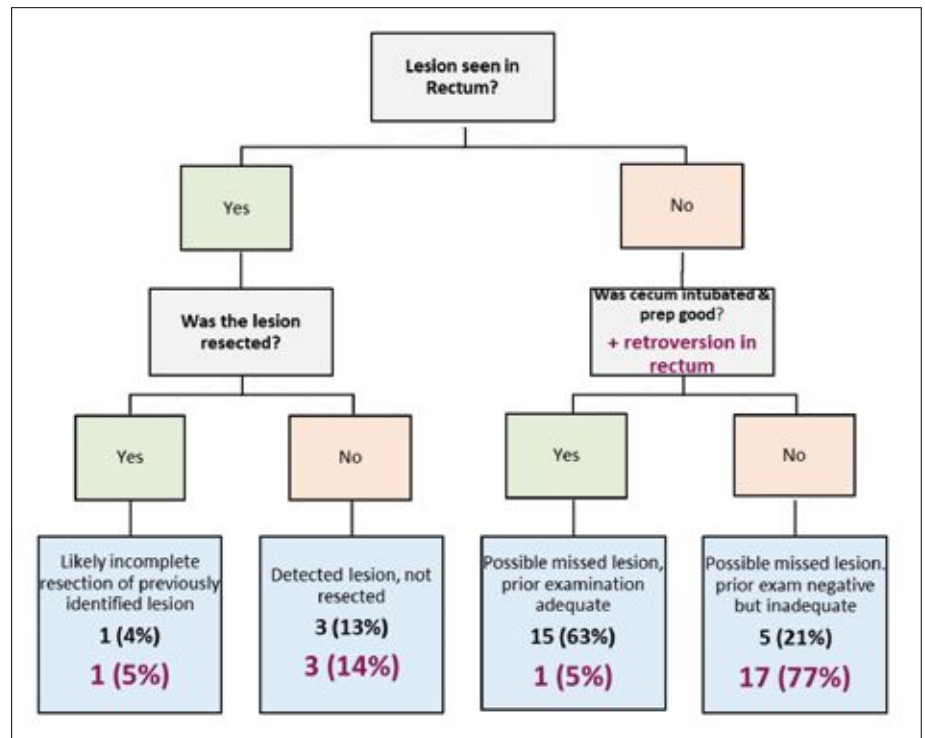 Lesion seen in
Rectum?
Yes
No
Was the lesion
resected?
Was cecum intubated &
prep good?
+ retroversion in
rectum
Yes
No
Yes
No
Likely incomplete
resection of previously
identified lesion
1 (4%)
1 (5%)
Detected lesion, not
resected
3 (13%)
3 (14%)
Possible missed lesion,
prior examination
adequate
15 (63%)
1 (5%)
Possible missed lesion.
prior exam negative
but inadequate
5 (21%)
17 (77%)